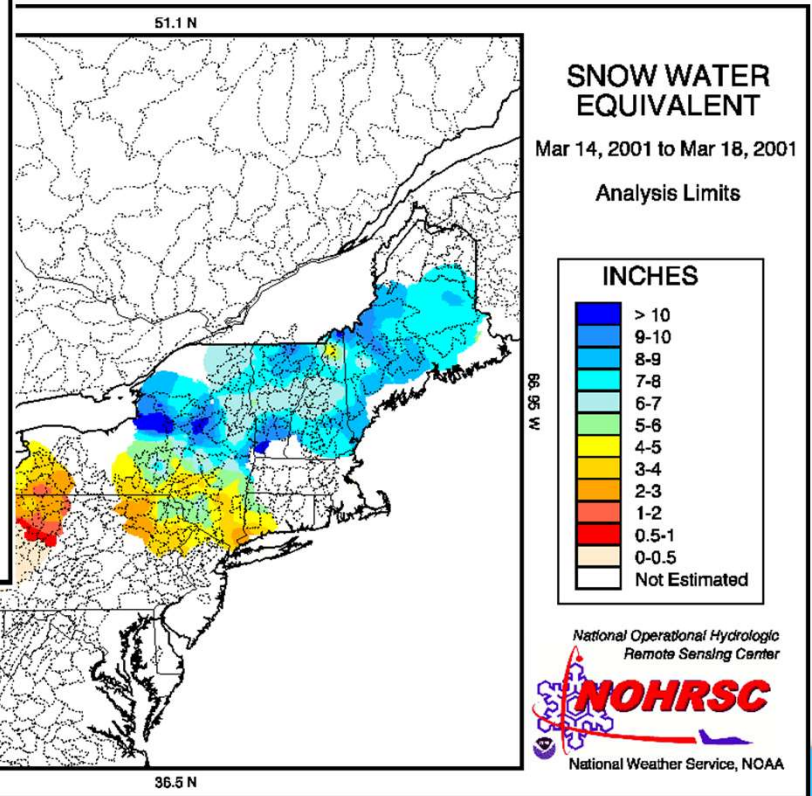 51.1 N
SNOW WATER
EQUIVALENT
Mar 14, 2001 to Mar 18, 2001
Analysis Limits
INCHES
> 10
9-10
8-9
7-8
6-7
5-6
4-5
3-4
2-3
1-2
0.5-1
0-0.5
Not Estimated
66.95 W
National Operational Hydrologic
Remote Sensing Center
NOHRSC
National Weather Service, NOAA
36.5 N